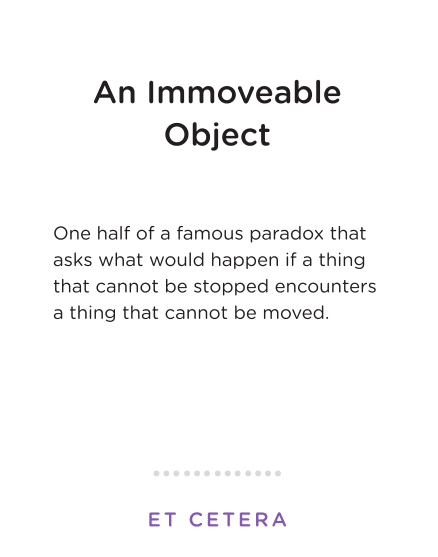 An Immoveable
Object
One half of a famous paradox that
asks what would happen if a thing
that cannot be stopped encounters
a thing that cannot be moved.
ET CETERA